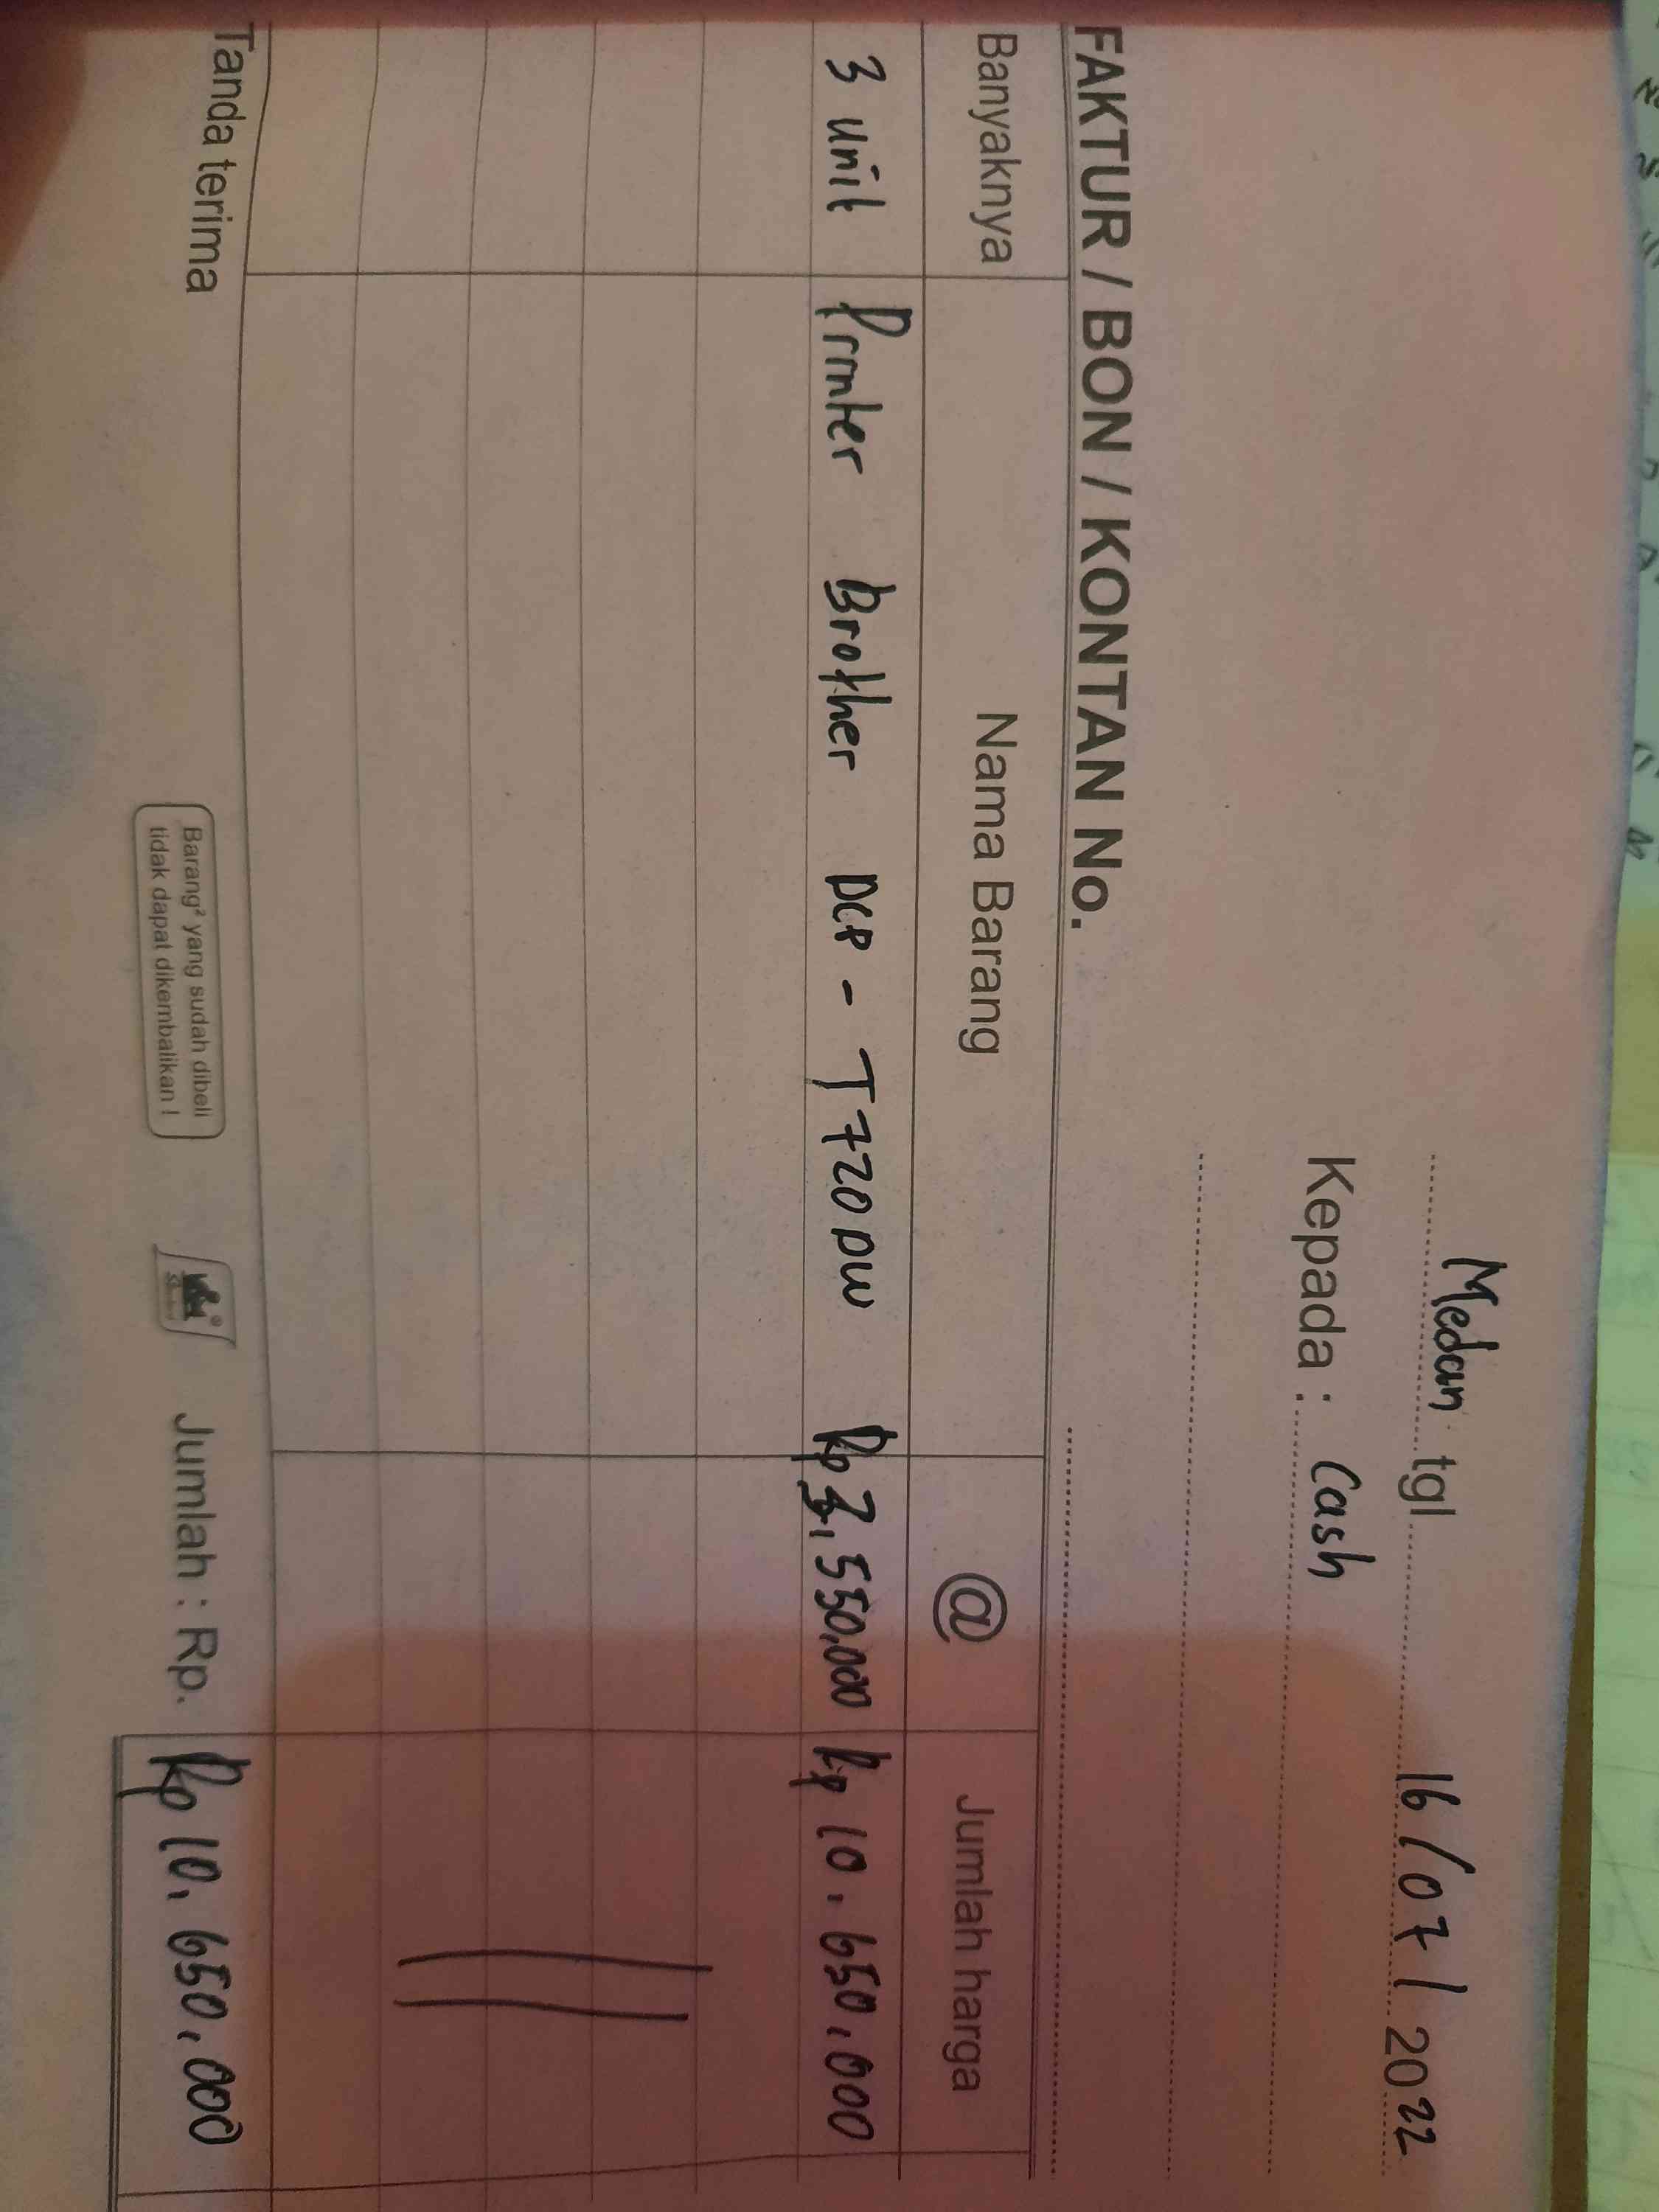 Medan tgl 16/07/2022
Kepada : Cash
FAKTUR / BON / KONTAN No.
Banyaknya Nama Barang @ Jumlah harga
3 unit Printer Brother DCP - T720DW Rp 3,550,000 Rp 10.650.000
Tanda terima
Barang² yang sudah dibeli
tidak dapat dikembalikan !
Jumlah : Rp. Rp 10.650.000